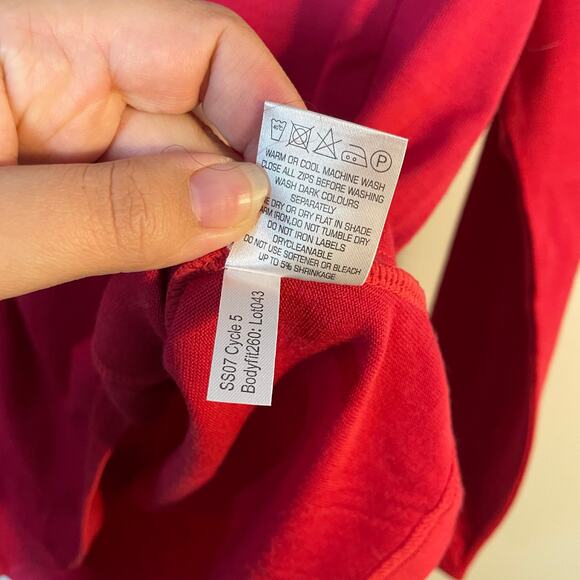 40°
P
WARM OR COOL MACHINE WASH
CLOSE ALL ZIPS BEFORE WASHING
WASH DARK COLOURS
SEPARATELY
DRY OR DRY FLAT IN SHADE
IRON. DO NOT TUMBLE DRY
DO NOT IRON LABELS
DRYCLEANABLE
DO NOT USE SOFTENER OR BLEACH
UP TO 5% SHRINKAGE
SS07 Cycle 5
Bodyfit260: Lot043